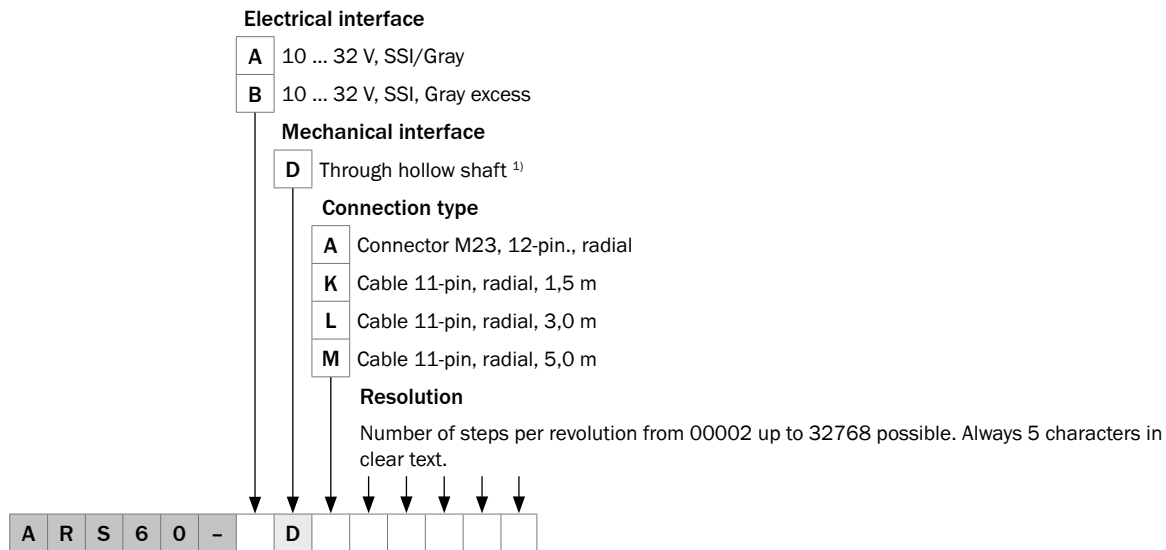 Electrical interface
A 10 ... 32 V, SSI/Gray
B 10 ... 32 V, SSI, Gray excess
Mechanical interface
D Through hollow shaft 1)
Connection type
A Connector M23, 12-pin., radial
K Cable 11-pin, radial, 1,5 m
L Cable 11-pin, radial, 3,0 m
M Cable 11-pin, radial, 5,0 m
Resolution
Number of steps per revolution from 00002 up to 32768 possible. Always 5 characters in
clear text.
A R S 6 0 – D